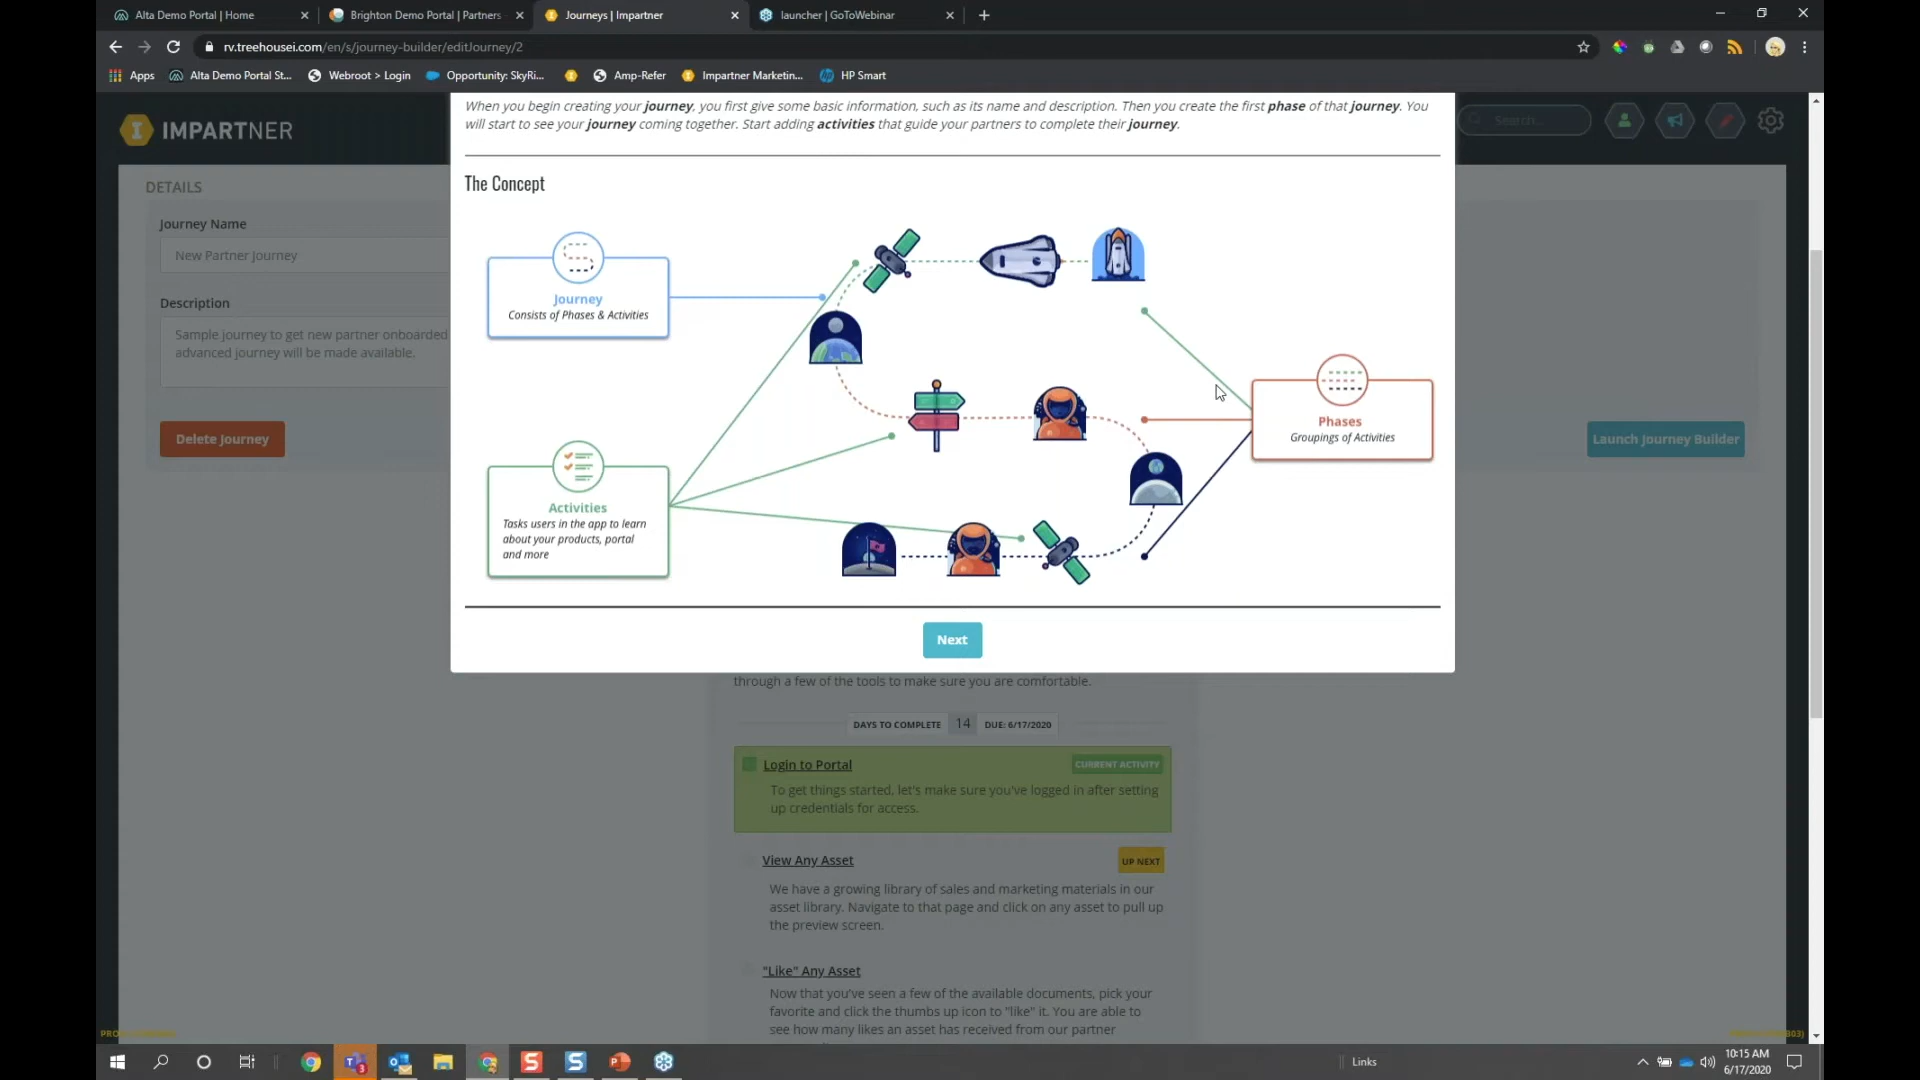 Alta Demo Portal | Home
Brighton Demo Portal | Partners
Journeys | Impartner
launcher | GoToWebinar
rv.treehousei.com/en/s/journey-builder/editJourney/2
Apps
Alta Demo Portal St...
Webroot > Login
Opportunity: SkyRi...
Amp-Refer
Impartner Marketin...
HP Smart
When you begin creating your journey, you first give some basic information, such as its name and description. Then you create the first phase of that journey. You
will start to see your journey coming together. Start adding activities that guide your partners to complete their journey.
IMPARTNER
Search...
DETAILS
The Concept
Journey Name
New Partner Journey
Description
Sample journey to get new partner onboarded
advanced journey will be made available.
Delete Journey
Launch Journey Builder
Journey
Consists of Phases & Activities
Phases
Groupings of Activities
Activities
Tasks users in the app to learn
about your products, portal
and more
Next
through a few of the tools to make sure you are comfortable.
DAYS TO COMPLETE 14 DUE: 6/17/2020
Login to Portal
CURRENT ACTIVITY
To get things started, let's make sure you've logged in after setting
up credentials for access.
View Any Asset
UP NEXT
We have a growing library of sales and marketing materials in our
asset library. Navigate to that page and click on any asset to pull up
the preview screen.
"Like" Any Asset
Now that you've seen a few of the available documents, pick your
favorite and click the thumbs up icon to "like" it. You are able to
see how many likes an asset has received from our partner
Links
10:15 AM
6/17/2020